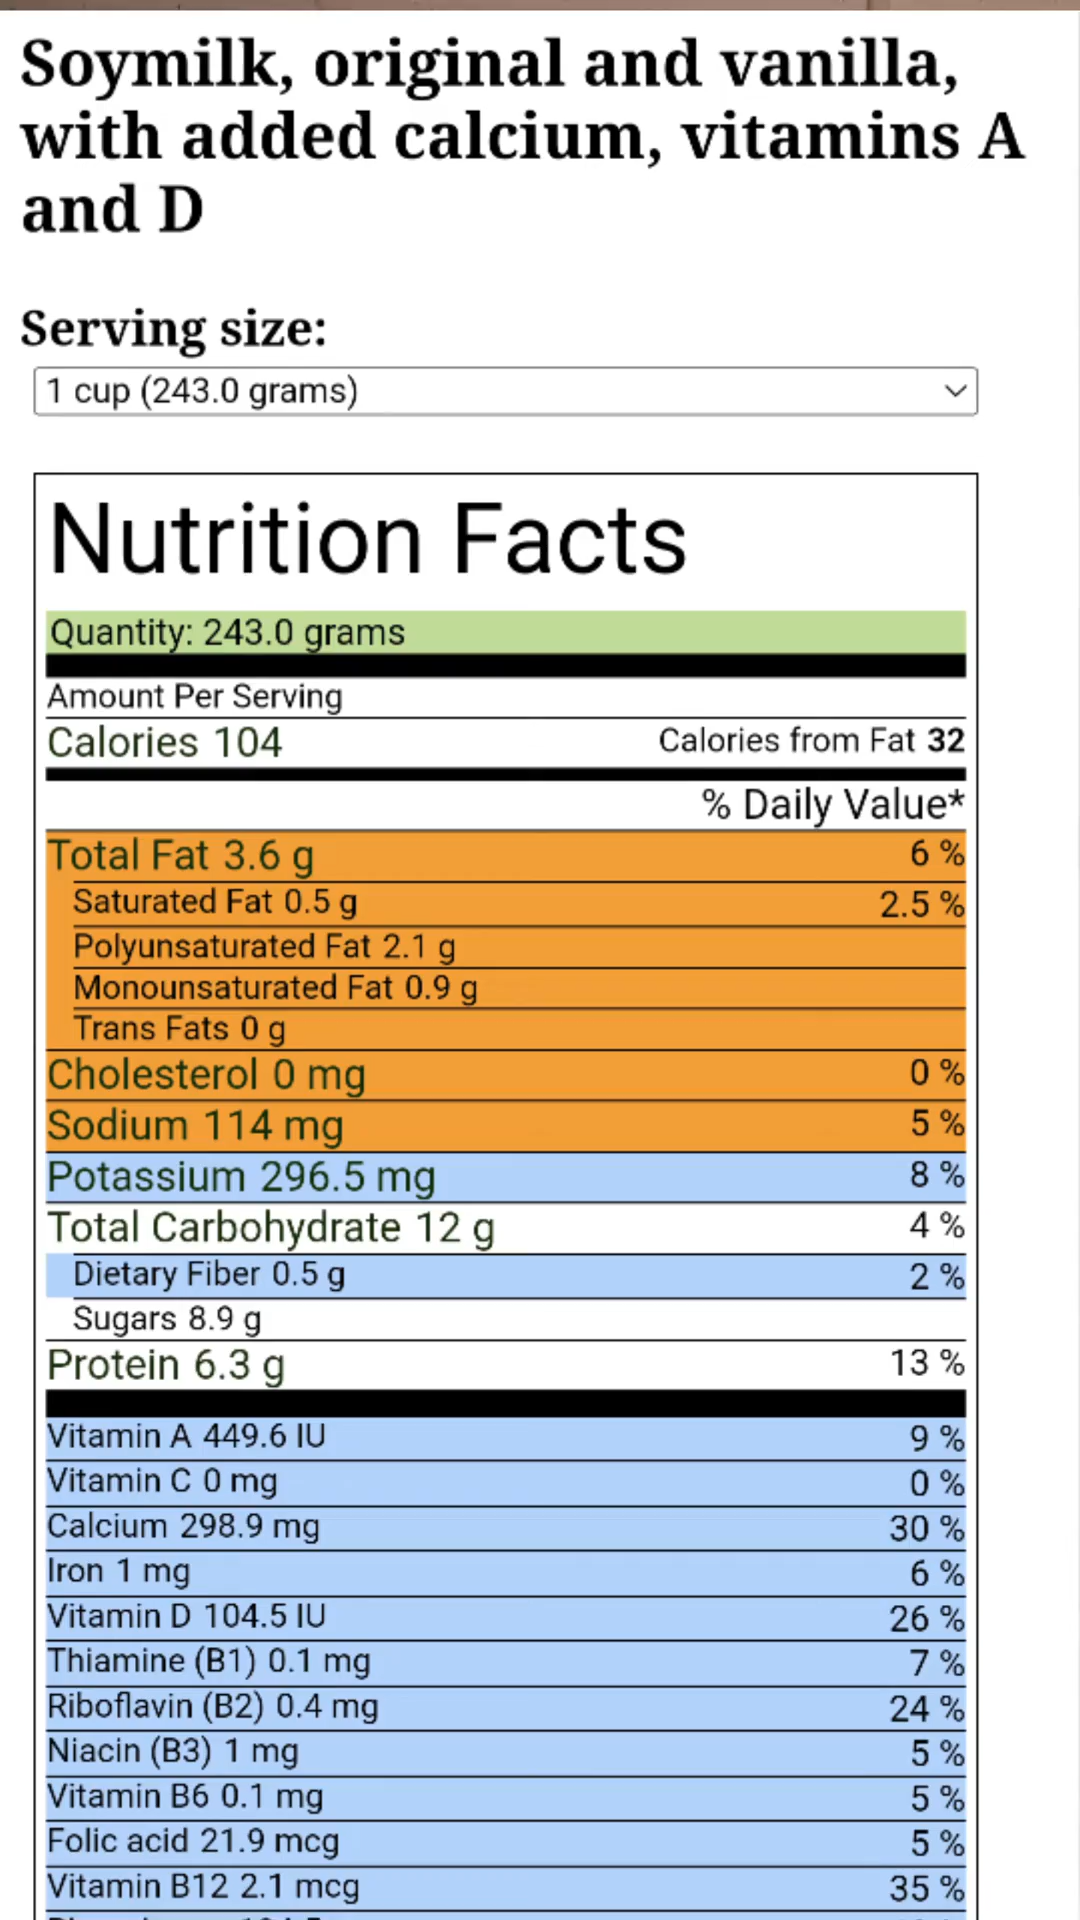 Soymilk, original and vanilla,
with added calcium, vitamins A
and D
Serving size:
1 cup (243.0 grams)
Nutrition Facts
Quantity: 243.0 grams
Amount Per Serving
Calories 104 Calories from Fat 32
% Daily Value*
Total Fat 3.6 g 6 %
Saturated Fat 0.5 g 2.5 %
Polyunsaturated Fat 2.1 g
Monounsaturated Fat 0.9 g
Trans Fats 0 g
Cholesterol 0 mg 0 %
Sodium 114 mg 5 %
Potassium 296.5 mg 8 %
Total Carbohydrate 12 g 4 %
Dietary Fiber 0.5 g 2 %
Sugars 8.9 g
Protein 6.3 g 13 %
Vitamin A 449.6 IU 9 %
Vitamin C 0 mg 0 %
Calcium 298.9 mg 30 %
Iron 1 mg 6 %
Vitamin D 104.5 IU 26 %
Thiamine (B1) 0.1 mg 7 %
Riboflavin (B2) 0.4 mg 24 %
Niacin (B3) 1 mg 5 %
Vitamin B6 0.1 mg 5 %
Folic acid 21.9 mcg 5 %
Vitamin B12 2.1 mcg 35 %